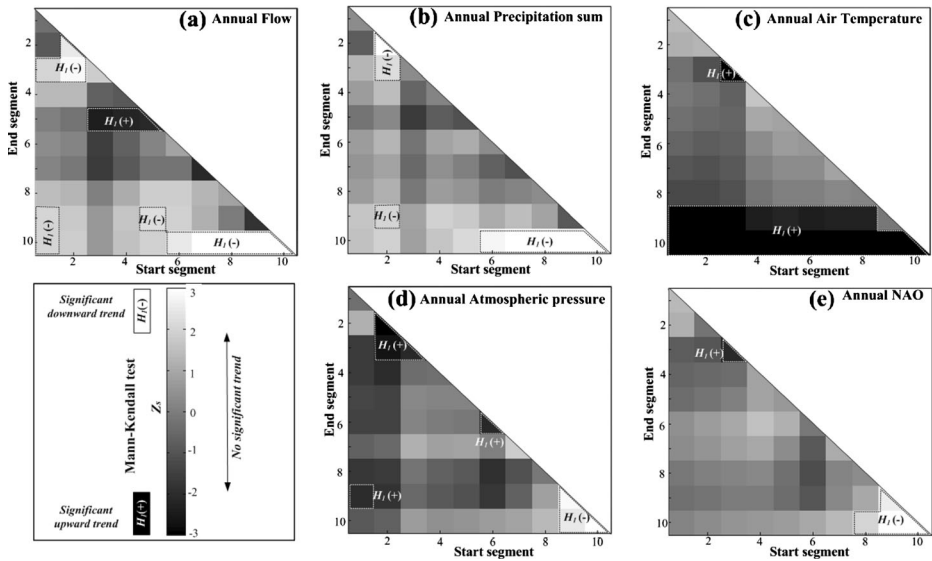 (a) Annual Flow
End segment
2
4
6
8
10
H1(-)
H1(+)
H1(-)
H1(-)
H1(-)
2 4 6 8 10
Start segment
(b) Annual Precipitation sum
End segment
2
4
6
8
10
H1(-)
H1(-)
H1(-)
2 4 6 8 10
Start segment
(c) Annual Air Temperature
End segment
2
4
6
8
10
H1(+)
H1(+)
2 4 6 8 10
Start segment
Significant
downward trend
H1(-)
Mann-Kendall test
Significant
upward trend
H1(+)
Zs
3
2
1
0
-1
-2
-3
No significant trend
(d) Annual Atmospheric pressure
End segment
2
4
6
8
10
H1(+)
H1(+)
H1(+)
H1(-)
2 4 6 8 10
Start segment
(e) Annual NAO
End segment
2
4
6
8
10
H1(+)
H1(-)
2 4 6 8 10
Start segment